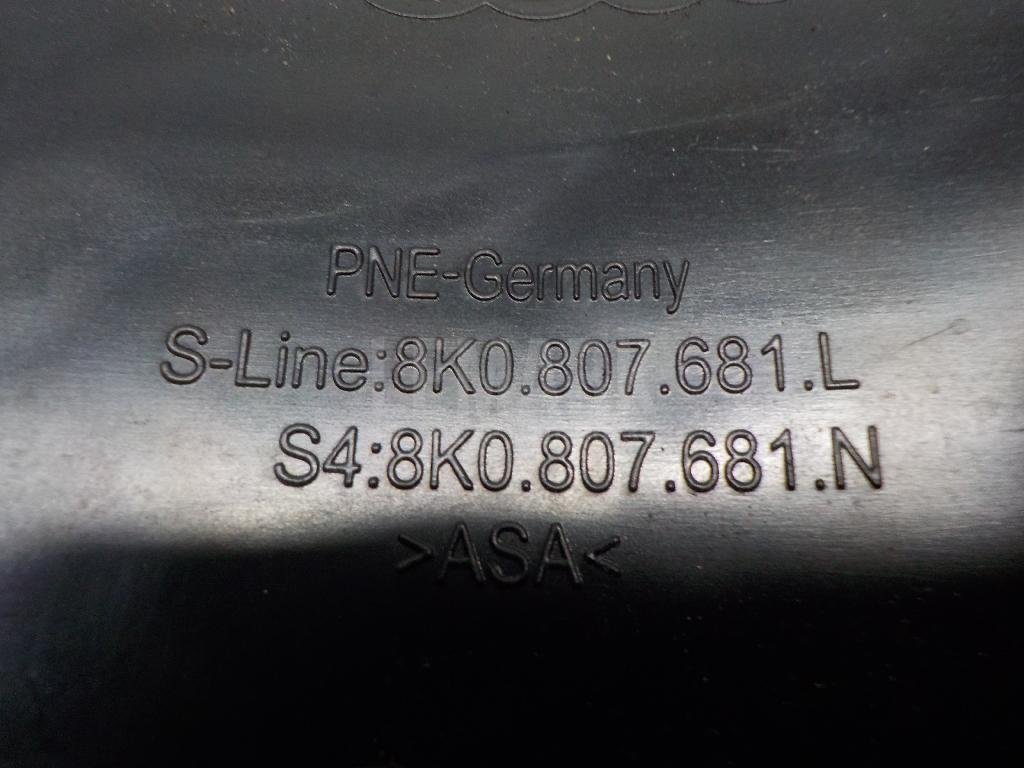 PNE-Germany
S-Line:8K0.807.681.L
S4:8K0.807.681.N
>ASA<